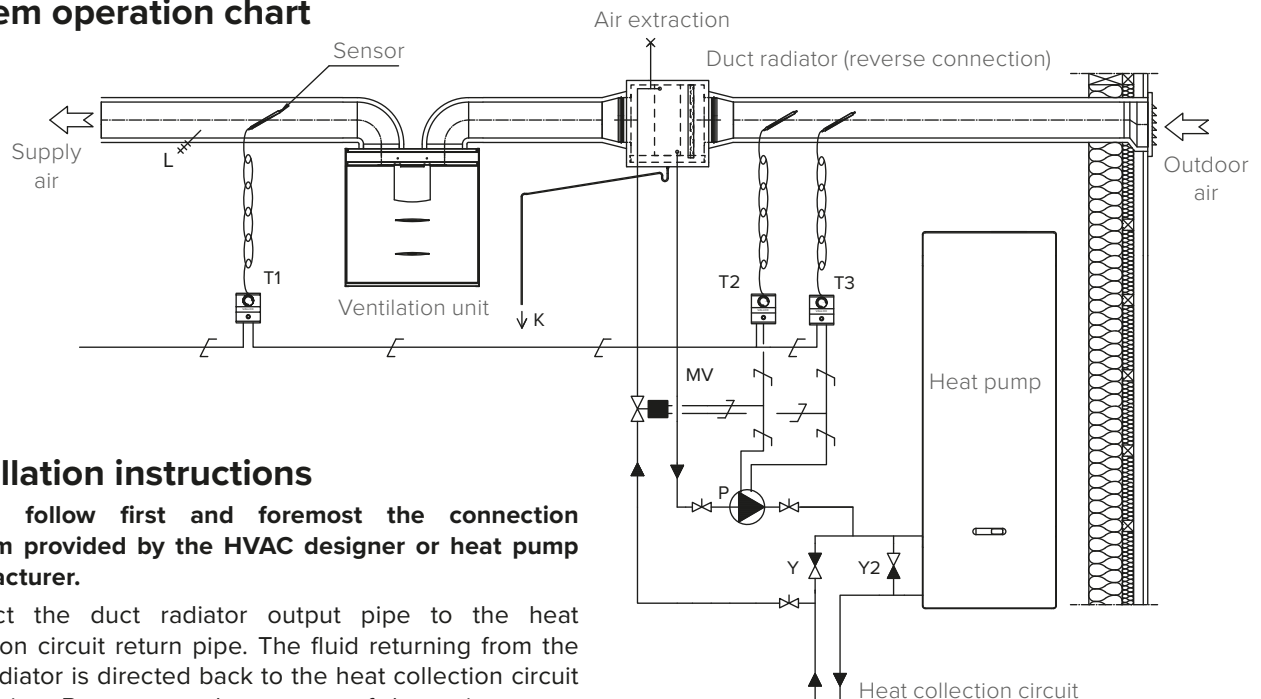 em operation chart
Air extraction
Sensor
Duct radiator (reverse connection)
Supply
air
L
Outdoor
air
T1
T2
T3
Ventilation unit
K
MV
Heat pump
P
Y
Y2
Heat collection circuit
llation instructions
follow first and foremost the connection
m provided by the HVAC designer or heat pump
acturer.
ct the duct radiator output pipe to the heat
on circuit return pipe. The fluid returning from the
adiator is directed back to the heat collection circuit